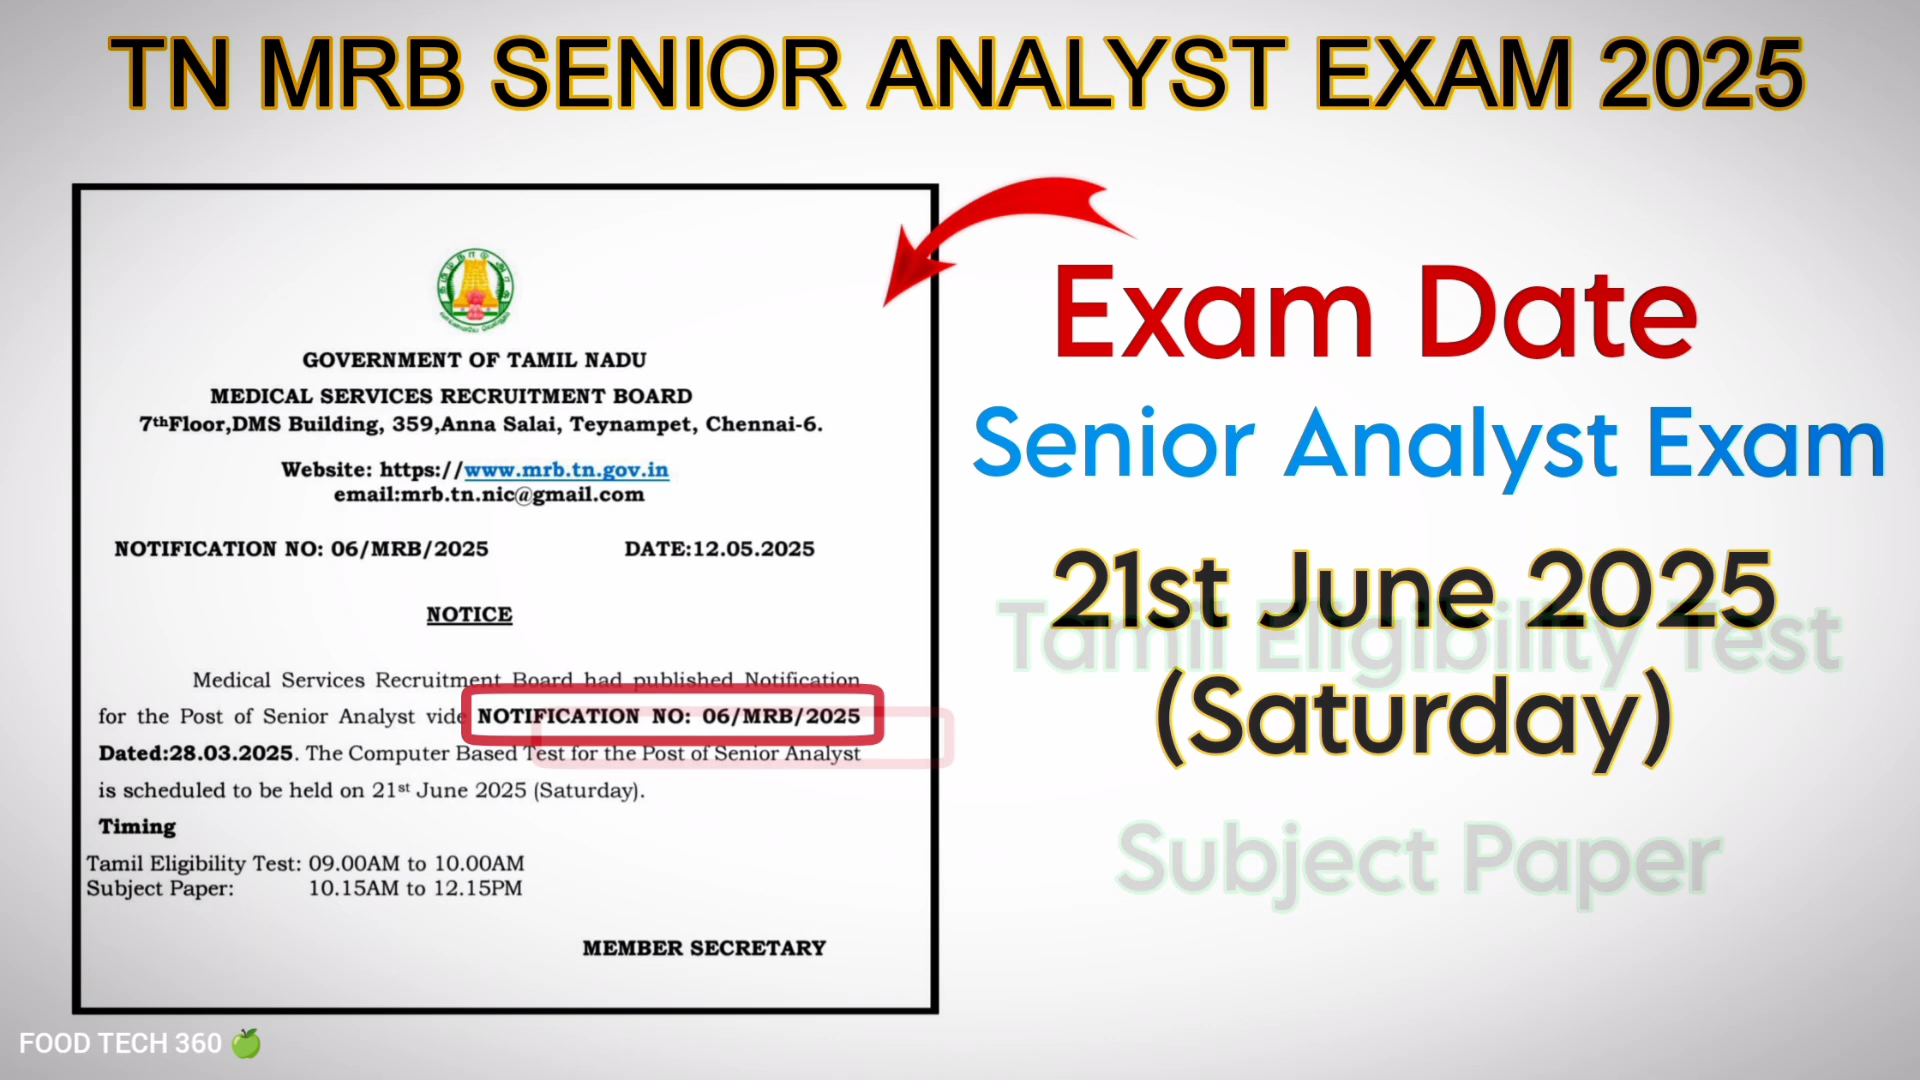 TN MRB SENIOR ANALYST EXAM 2025
GOVERNMENT OF TAMIL NADU
MEDICAL SERVICES RECRUITMENT BOARD
7thFloor,DMS Building, 359,Anna Salai, Teynampet, Chennai-6.
Website: https://www.mrb.tn.gov.in
email:mrb.tn.nic@gmail.com
NOTIFICATION NO: 06/MRB/2025 DATE:12.05.2025
NOTICE
Medical Services Recruitment Board had published Notification
for the Post of Senior Analyst vide NOTIFICATION NO: 06/MRB/2025
Dated:28.03.2025. The Computer Based Test for the Post of Senior Analyst
is scheduled to be held on 21st June 2025 (Saturday).
Timing
Tamil Eligibility Test: 09.00AM to 10.00AM
Subject Paper: 10.15AM to 12.15PM
MEMBER SECRETARY
Exam Date
Senior Analyst Exam
21st June 2025
Tamil Eligibility Test
(Saturday)
Subject Paper
FOOD TECH 360